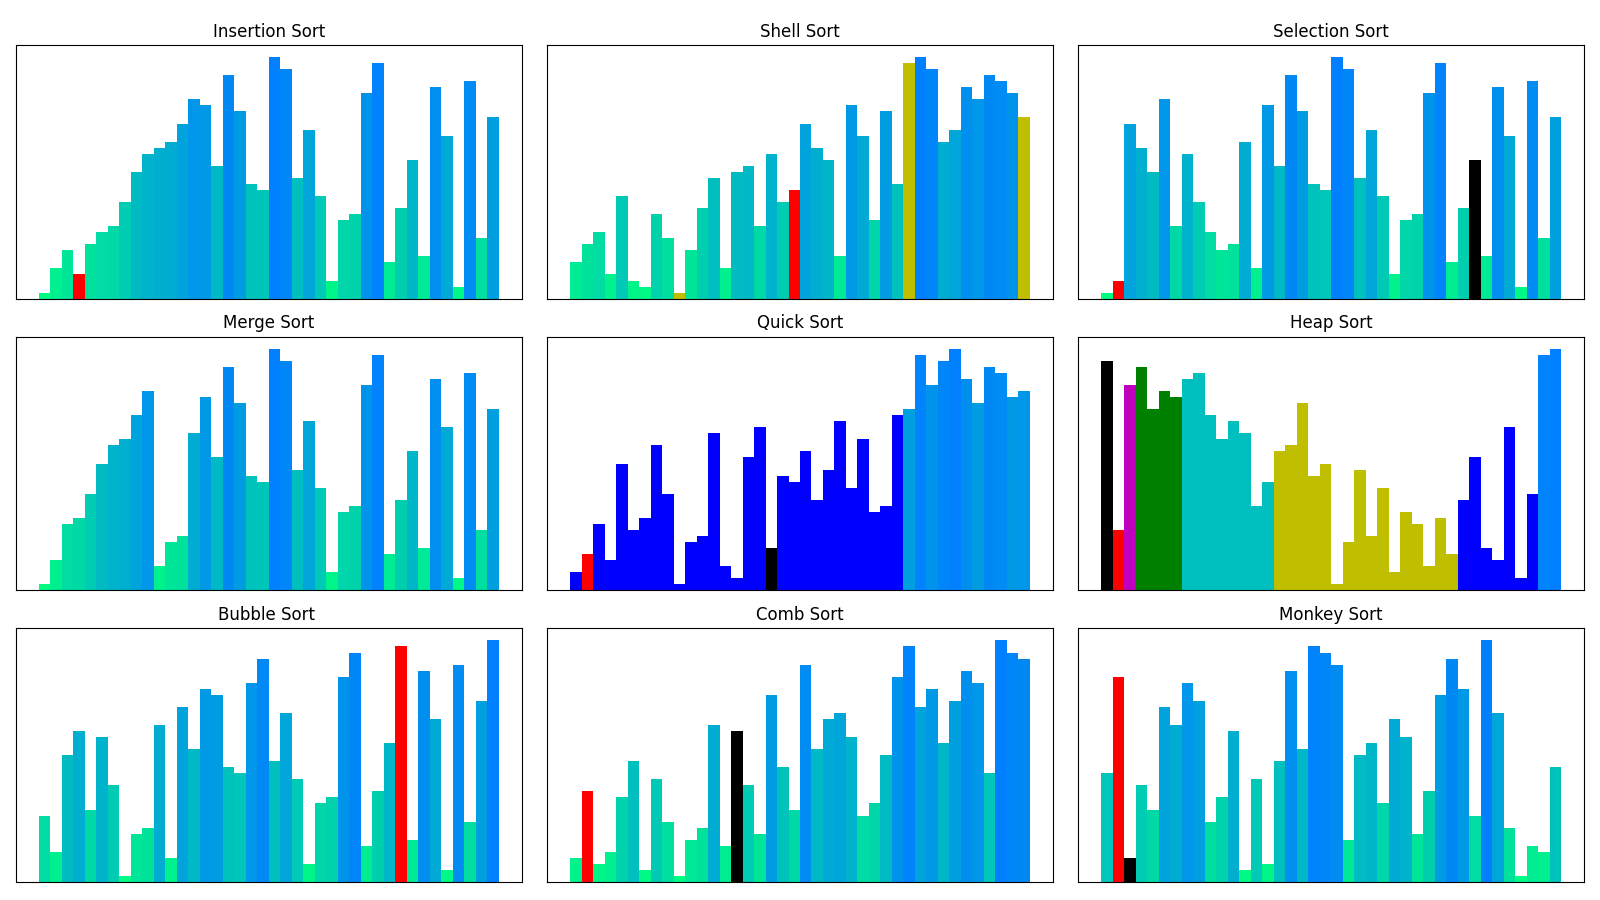 Insertion Sort
Shell Sort
Selection Sort
Merge Sort
Quick Sort
Heap Sort
Bubble Sort
Comb Sort
Monkey Sort